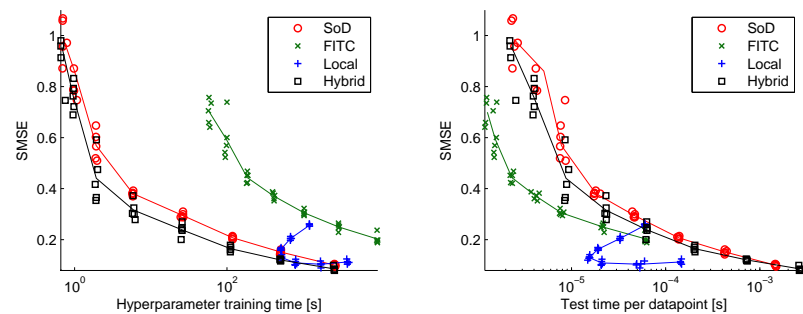 SMSE
1
0.8
0.6
0.4
0.2
10^0
10^2
Hyperparameter training time [s]
SoD
FITC
Local
Hybrid
SMSE
1
0.8
0.6
0.4
0.2
10^−5
10^−4
10^−3
Test time per datapoint [s]
SoD
FITC
Local
Hybrid